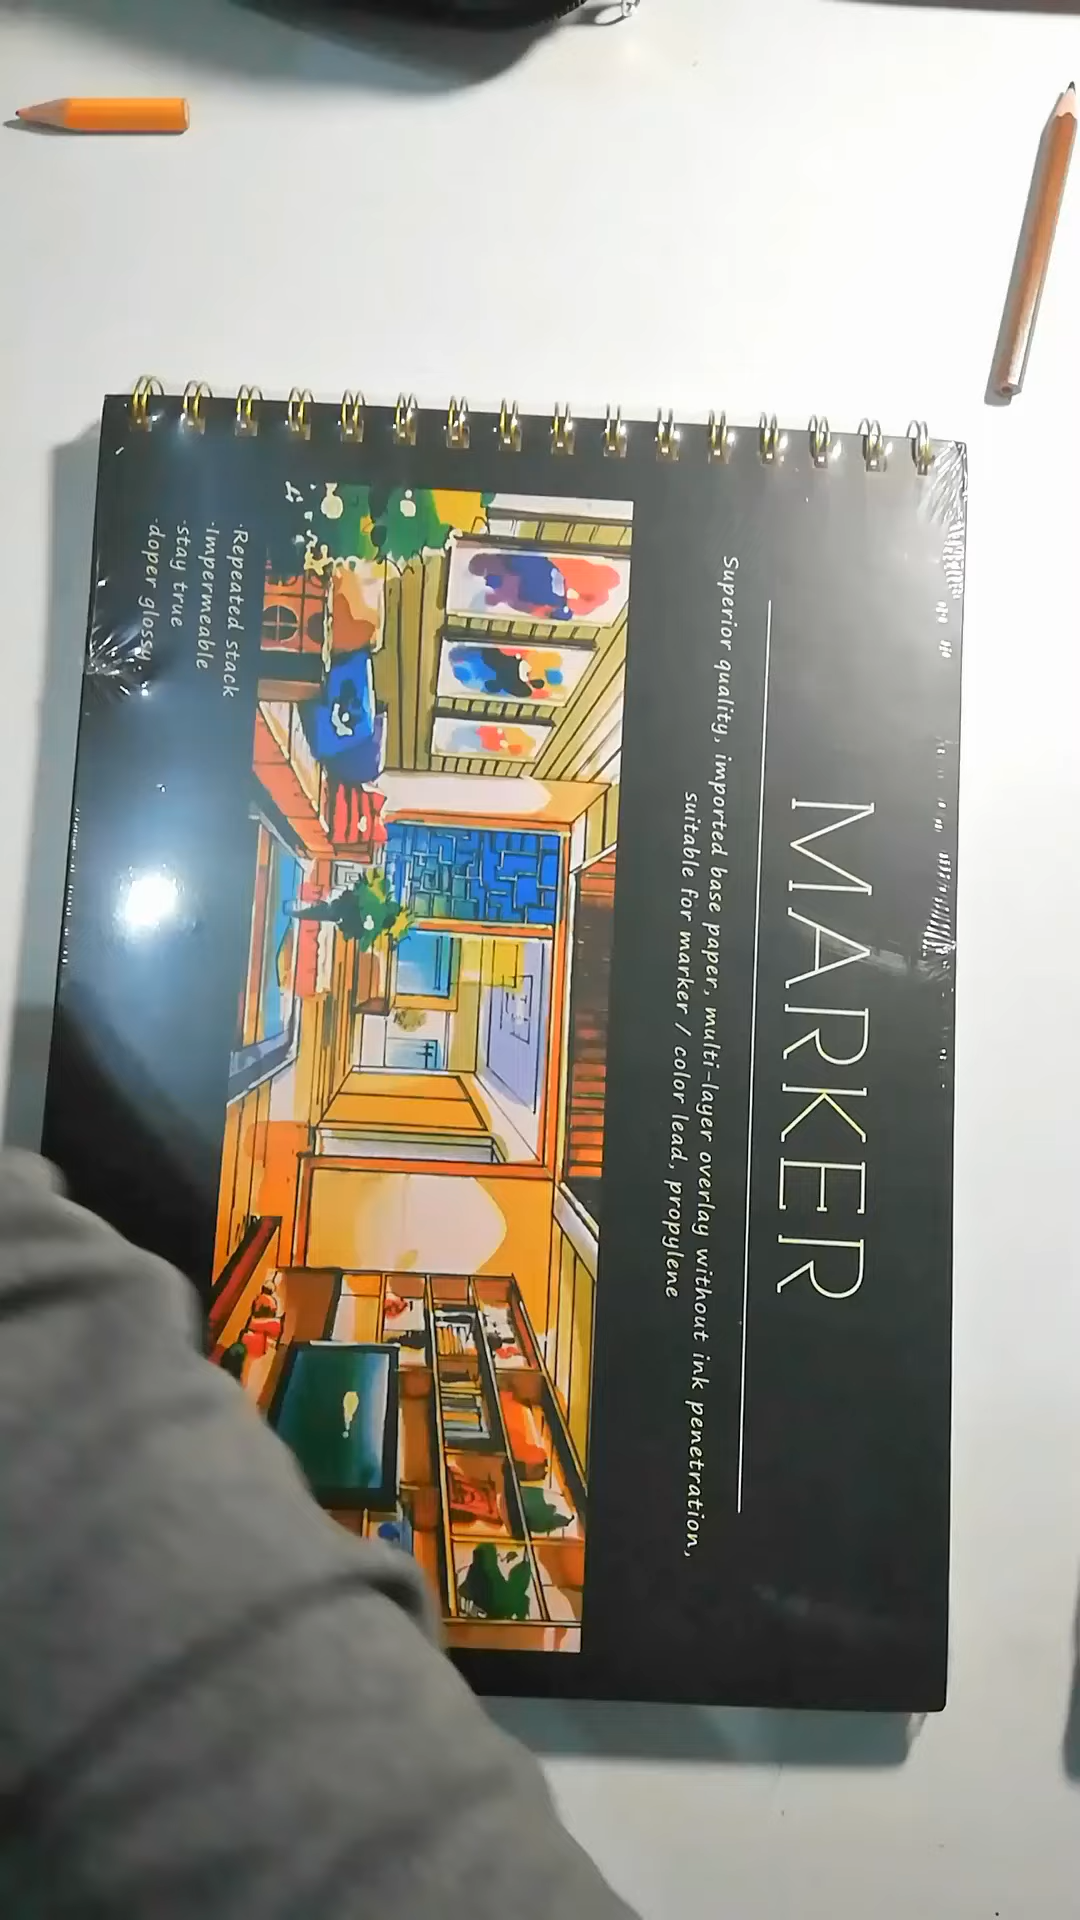 MARKER
Superior quality, imported base paper, multi-layer overlay without ink penetration,
suitable for marker / color lead, propylene
·Repeated stack
·Impermeable
·stay true
·doper glossy